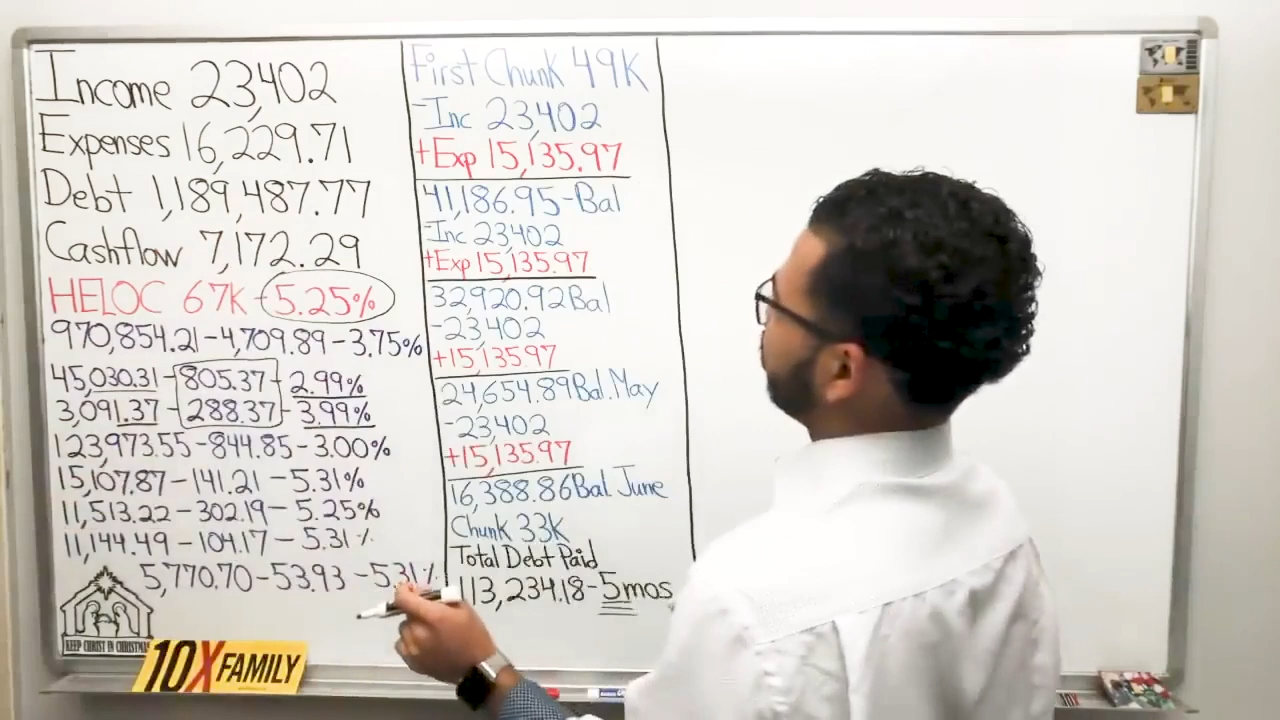 Income 23,402
Expenses 16,229.71
Debt 1,189,487.77
Cashflow 7,172.29
HELOC 67K - 5.25%
970,854.21 - 4,709.89 - 3.75%
45,030.31 - 805.37 - 2.99%
3,091.37 - 288.37 - 3.99%
123,973.55 - 844.85 - 3.00%
15,107.87 - 141.21 - 5.31%
11,513.22 - 302.19 - 5.25%
11,144.49 - 104.17 - 5.31%
5,770.70 - 53.93 - 5.31%
KEEP CHRIST IN CHRISTMAS
10X FAMILY
First Chunk 49K
-Inc 23,402
+Exp 15,135.97
41,186.95-Bal
-Inc 23,402
+Exp 15,135.97
32,920.92 Bal
-23,402
+15,135.97
24,654.89 Bal. May
-23,402
+15,135.97
16,388.86 Bal. June
Chunk 33K
Total Debt Paid
113,234.18 - 5mos